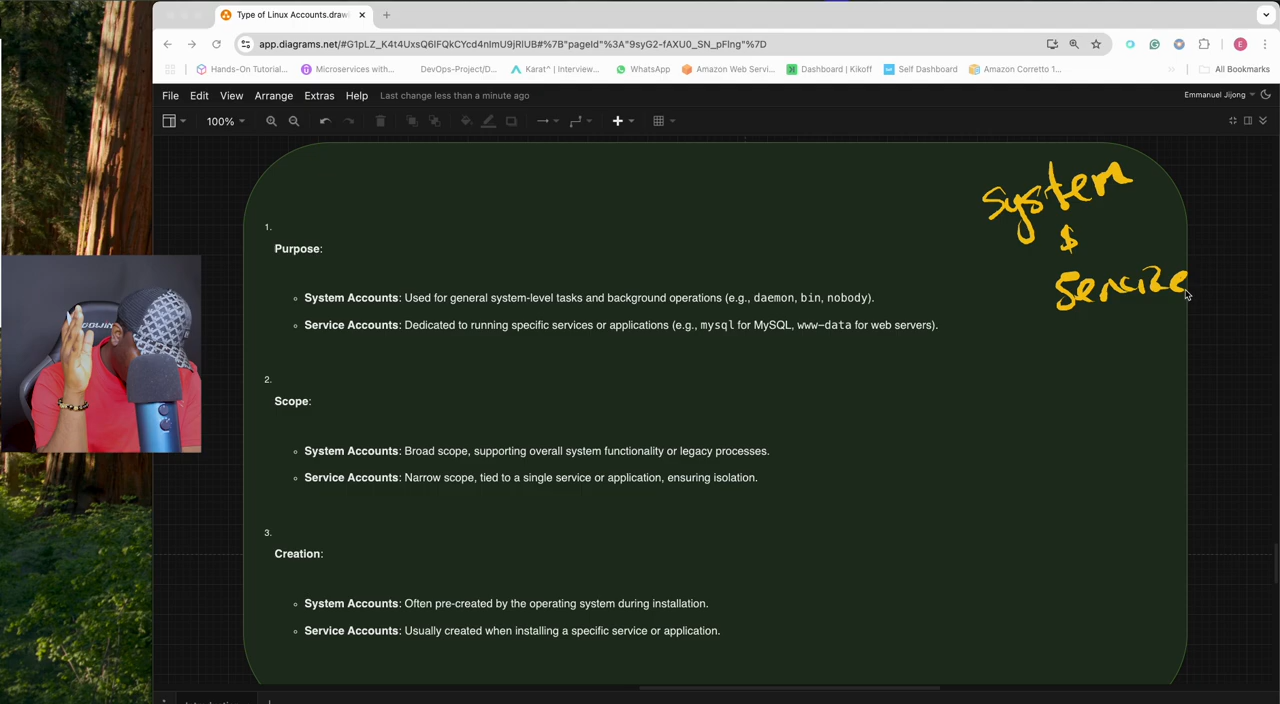 Type of Linux Accounts.draw
app.diagrams.net/#G1pLZ_K4t4UxsQ6lFQkCYcd4nImU9jRlUB#%7B"pageId"%3A"9syG2-fAXU0_SN_pFlng"%7D
Hands-On Tutorial... Microservices with... DevOps-Project/D... Karat^ | Interview... WhatsApp Amazon Web Servi... Dashboard | Kikoff Self Dashboard Amazon Corretto 1... All Bookmarks
File Edit View Arrange Extras Help Last change less than a minute ago Emmanuel Jijong
100%
system
$
service
1.
Purpose:
System Accounts: Used for general system-level tasks and background operations (e.g., daemon, bin, nobody).
Service Accounts: Dedicated to running specific services or applications (e.g., mysql for MySQL, www-data for web servers).
2.
Scope:
System Accounts: Broad scope, supporting overall system functionality or legacy processes.
Service Accounts: Narrow scope, tied to a single service or application, ensuring isolation.
3.
Creation:
System Accounts: Often pre-created by the operating system during installation.
Service Accounts: Usually created when installing a specific service or application.